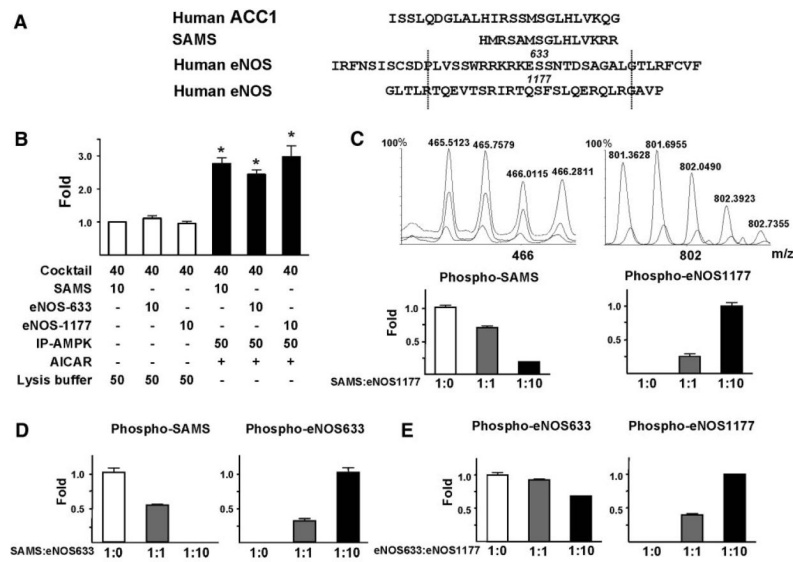 A
Human ACC1 ISSLQDGLALHIRSSMSGLHLVKQG
SAMS HMRSAMSGLHLVKRR
633
Human eNOS IRFNSISCSDPLVSSWRRKRKESSNTDSAGALGTLRFCVF
1177
Human eNOS GLTLRTQEVTSRIRTQSFSLQERQLRGAVP
B
Fold
3.0
2.0
1.0
* * *
Cocktail 40 40 40 40 40 40
SAMS 10 - - 10 - -
eNOS-633 - 10 - - 10 -
eNOS-1177 - - 10 - - 10
IP-AMPK - - - 50 50 50
AICAR - - - + + +
Lysis buffer 50 50 50 - - -
C
100%
465.5123 465.7579
466.0115 466.2811
466
100%
801.3628 801.6955
802.0490
802.3923
802.7355
802 m/z
Phospho-SAMS
Fold
1.0
0.5
SAMS:eNOS1177 1:0 1:1 1:10
Phospho-eNOS1177
1.0
0.5
1:0 1:1 1:10
D
Phospho-SAMS
Fold
1.0
0.5
SAMS:eNOS633 1:0 1:1 1:10
Phospho-eNOS633
1.0
0.5
1:0 1:1 1:10
E
Phospho-eNOS633
Fold
1.0
0.5
eNOS633:eNOS1177 1:0 1:1 1:10
Phospho-eNOS1177
1.0
0.5
1:0 1:1 1:10